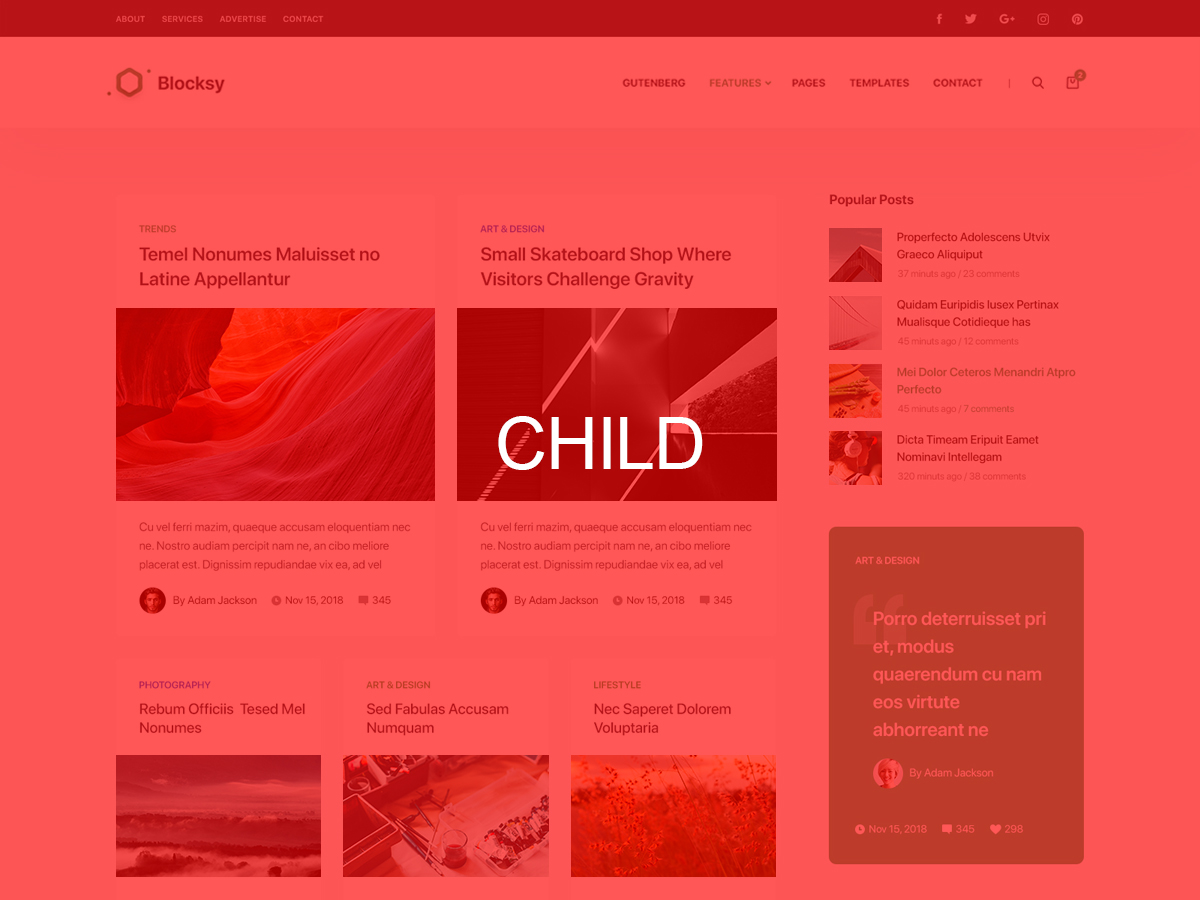 ABOUT SERVICES ADVERTISE CONTACT
Blocksy
GUTENBERG FEATURES PAGES TEMPLATES CONTACT |
2
TRENDS
Temel Nonumes Maluisset no
Latine Appellantur
Cu vel ferri mazim, quaeque accusam eloquentiam nec
ne. Nostro audiam percipit nam ne, an cibo meliore
placerat est. Dignissim repudiandae vix ea, ad vel
By Adam Jackson Nov 15, 2018 345
ART & DESIGN
Small Skateboard Shop Where
Visitors Challenge Gravity
CHILD
Cu vel ferri mazim, quaeque accusam eloquentiam nec
ne. Nostro audiam percipit nam ne, an cibo meliore
placerat est. Dignissim repudiandae vix ea, ad vel
By Adam Jackson Nov 15, 2018 345
PHOTOGRAPHY
Rebum Officiis Tesed Mel
Nonumes
ART & DESIGN
Sed Fabulas Accusam
Numquam
LIFESTYLE
Nec Saperet Dolorem
Voluptaria
Popular Posts
Properfecto Adolescens Utvix
Graeco Aliquiput
37 minuts ago / 23 comments
Quidam Euripidis Iusex Pertinax
Mualisque Cotidieque has
45 minuts ago / 12 comments
Mei Dolor Ceteros Menandri Atpro
Perfecto
45 minuts ago / 7 comments
Dicta Timeam Eripuit Eamet
Nominavi Intellegam
320 minuts ago / 38 comments
ART & DESIGN
“
Porro deterruisset pri
et, modus
quaerendum cu nam
eos virtute
abhorreant ne
By Adam Jackson
Nov 15, 2018 345 298